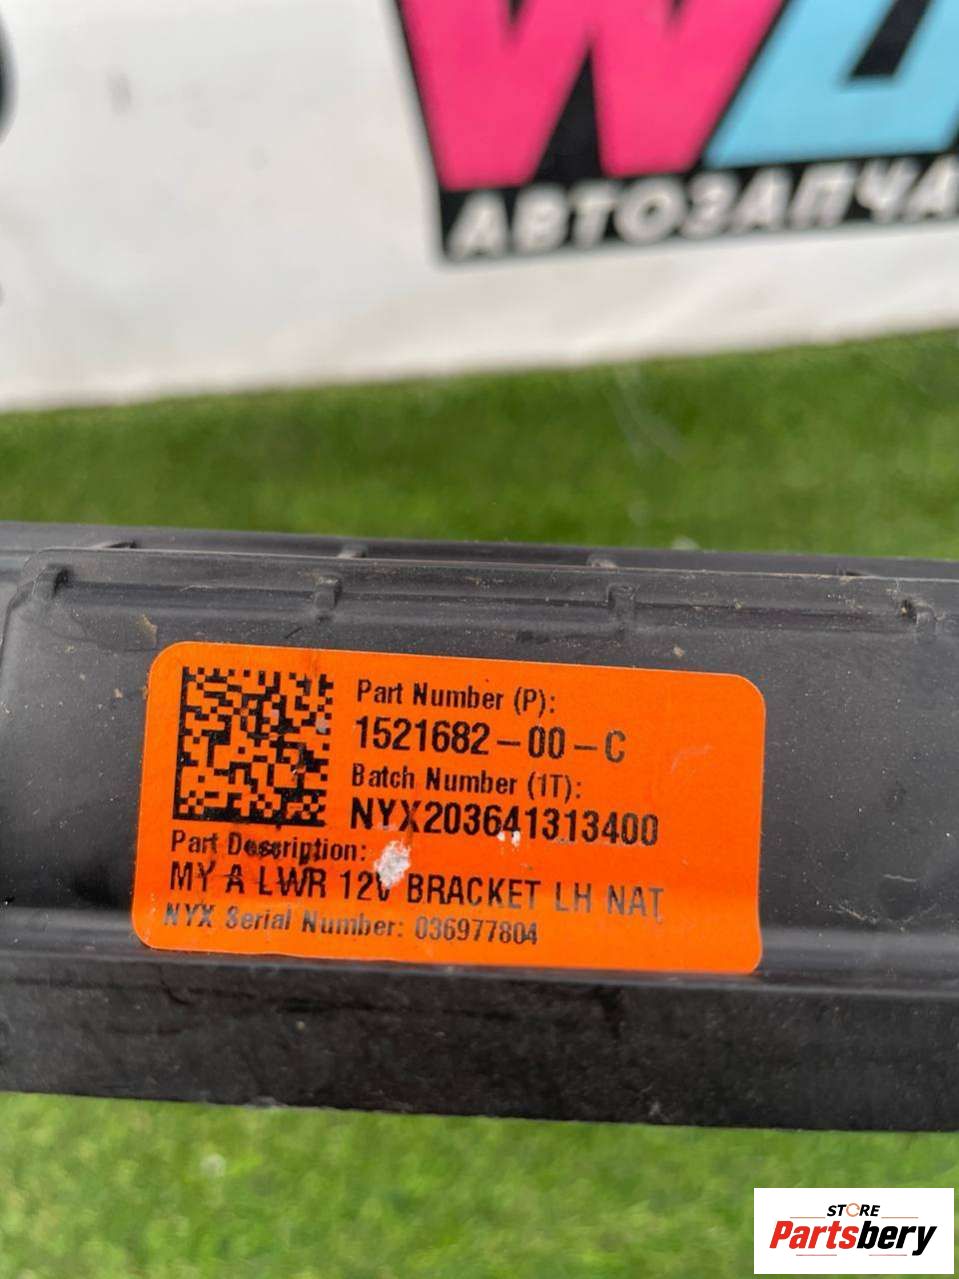 АВТОЗАПЧА
Part Number (P):
1521682-00-C
Batch Number (1T):
NYX203641313400
Part Description:
MY A LWR 12V BRACKET LH NAT
NYX Serial Number: 036977804
STORE
Partsbery